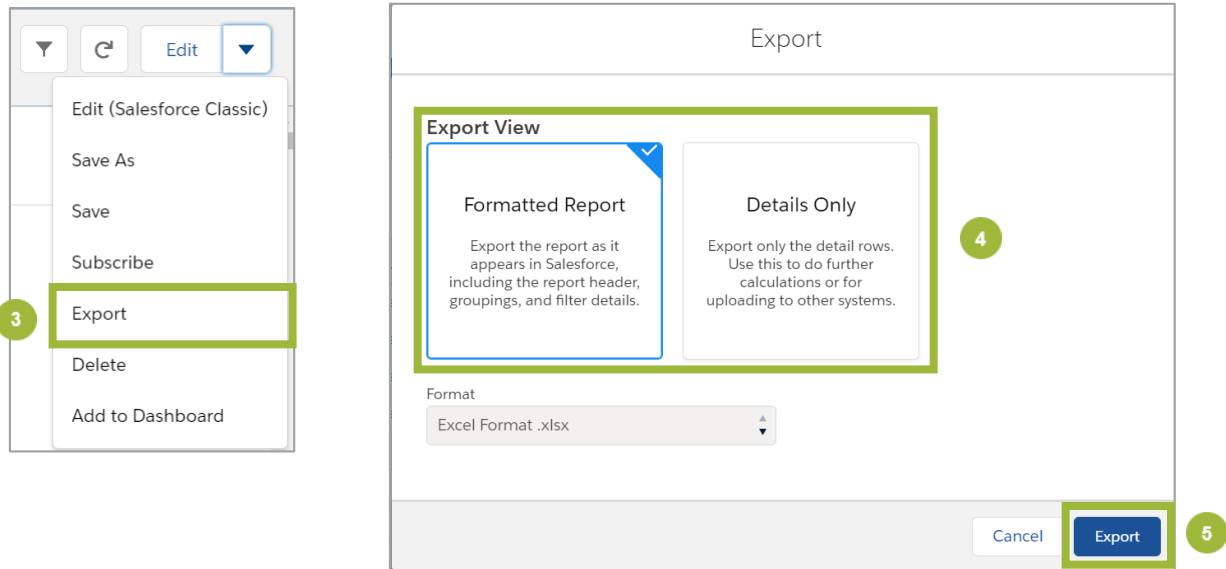 Edit
Edit (Salesforce Classic)
Save As
Save
Subscribe
3
Export
Delete
Add to Dashboard
Export
Export View
Formatted Report
Export the report as it
appears in Salesforce,
including the report header,
groupings, and filter details.
Details Only
Export only the detail rows.
Use this to do further
calculations or for
uploading to other systems.
4
Format
Excel Format .xlsx
Cancel
Export
5